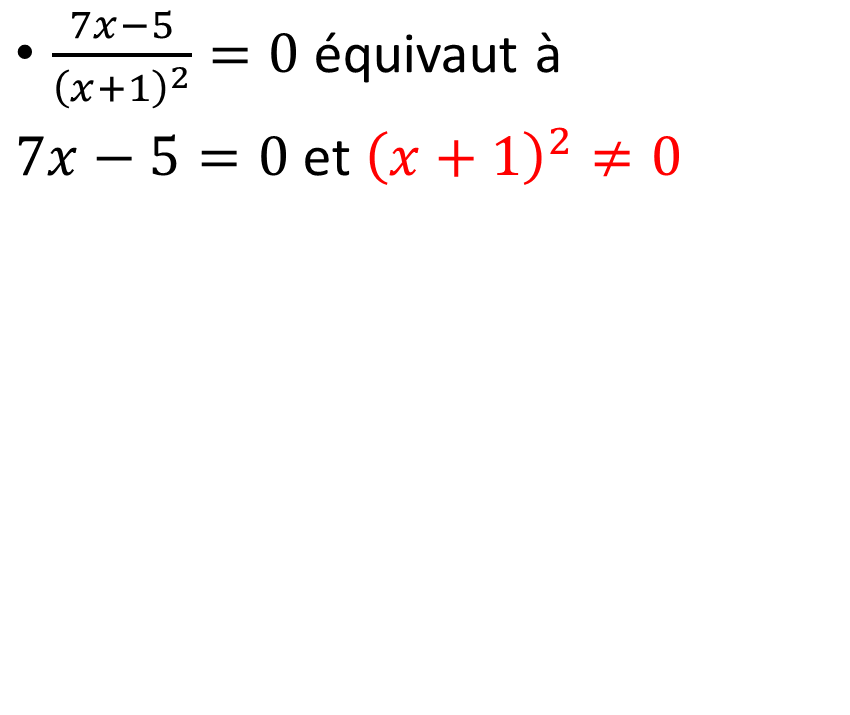 • (7𝑥−5)/(𝑥+1)² = 0 équivaut à
7𝑥 − 5 = 0 et (𝑥 + 1)² ≠ 0